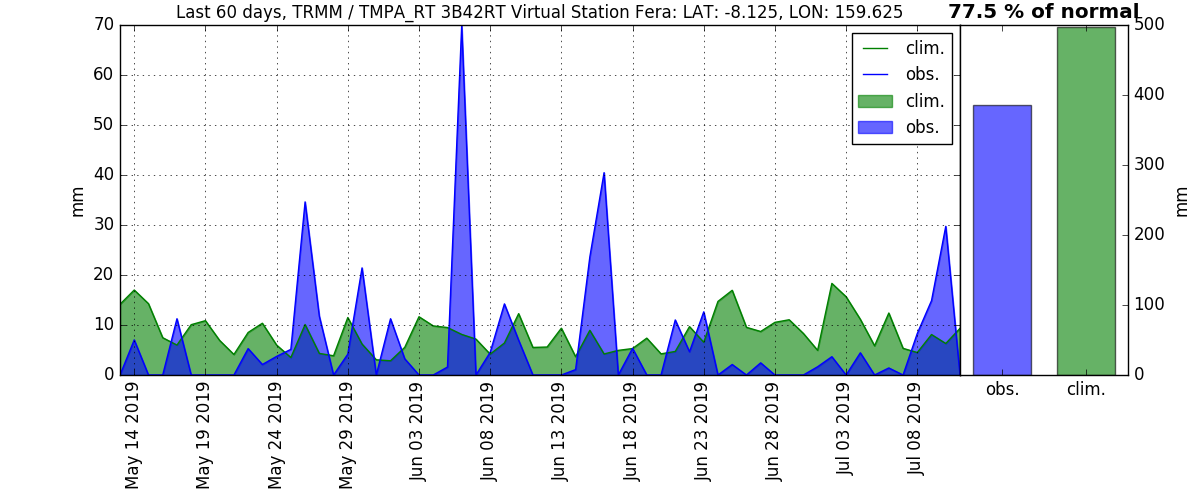 Last 60 days, TRMM / TMPA_RT 3B42RT Virtual Station Fera: LAT: -8.125, LON: 159.625
77.5 % of normal
70
60
50
40
30
20
10
0
mm
clim.
obs.
clim.
obs.
500
400
300
200
100
0
mm
May 14 2019
May 19 2019
May 24 2019
May 29 2019
Jun 03 2019
Jun 08 2019
Jun 13 2019
Jun 18 2019
Jun 23 2019
Jun 28 2019
Jul 03 2019
Jul 08 2019
obs.
clim.